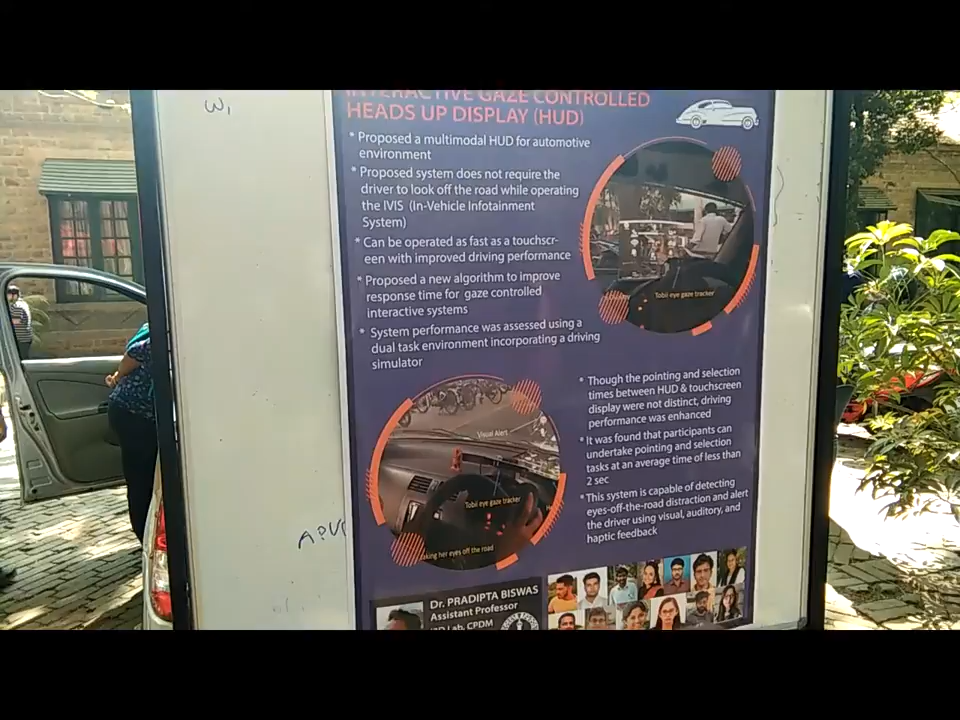 W,
INTERACTIVE GAZE CONTROLLED
HEADS UP DISPLAY (HUD)
* Proposed a multimodal HUD for automotive
environment
* Proposed system does not require the
driver to look off the road while operating
the IVIS (In-Vehicle Infotainment
System)
* Can be operated as fast as a touchscr-
een with improved driving performance
* Proposed a new algorithm to improve
response time for gaze controlled
interactive systems
* System performance was assessed using a
dual task environment incorporating a driving
simulator
Tobii eye gaze tracker
Visual Alert
Tobii eye gaze tracker
taking her eyes off the road
* Though the pointing and selection
times between HUD & touchscreen
display were not distinct, driving
performance was enhanced
* It was found that participants can
undertake pointing and selection
tasks at an average time of less than
2 sec
* This system is capable of detecting
eyes-off-the-road distraction and alert
the driver using visual, auditory, and
haptic feedback
Dr. PRADIPTA BISWAS
Assistant Professor
Lab, CPDM